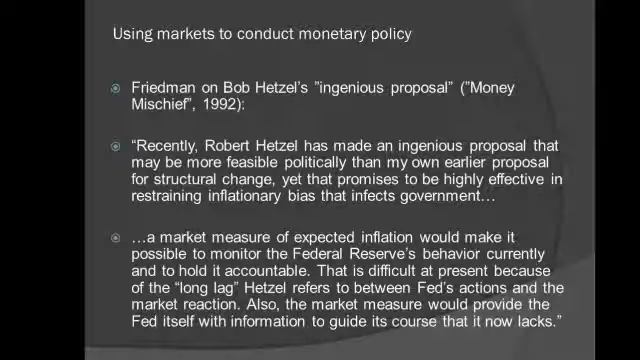 Using markets to conduct monetary policy
Friedman on Bob Hetzel's "ingenious proposal" ("Money
Mischief", 1992):
"Recently, Robert Hetzel has made an ingenious proposal that
may be more feasible politically than my own earlier proposal
for structural change, yet that promises to be highly effective in
restraining inflationary bias that infects government…
…a market measure of expected inflation would make it
possible to monitor the Federal Reserve's behavior currently
and to hold it accountable. That is difficult at present because
of the "long lag" Hetzel refers to between Fed's actions and the
market reaction. Also, the market measure would provide the
Fed itself with information to guide its course that it now lacks."